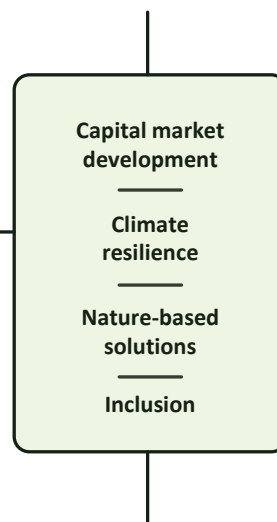 Capital market
development
Climate
resilience
Nature-based
solutions
Inclusion